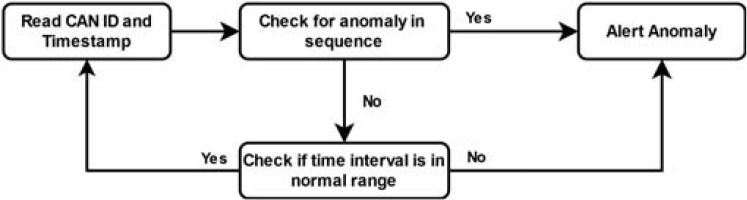 Read CAN ID and
Timestamp
Check for anomaly in
sequence
Yes
Alert Anomaly
No
Yes
Check if time interval is in
normal range
No